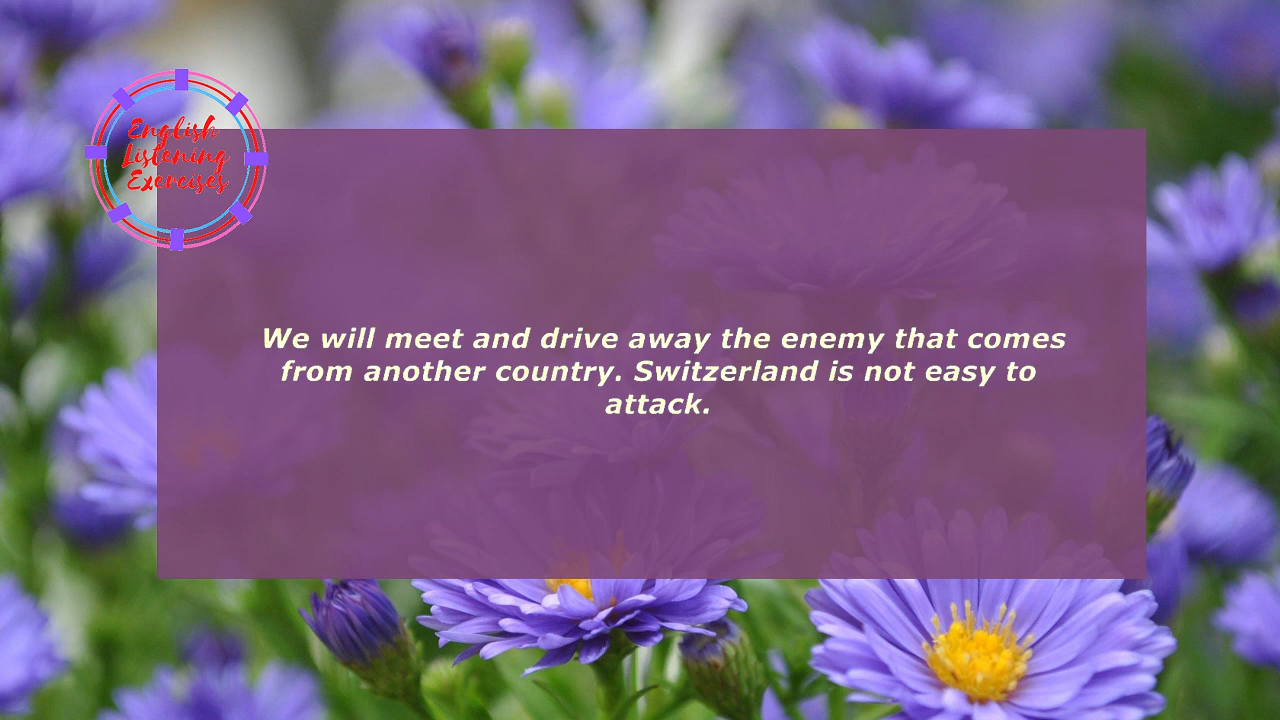 English
Listening
Exercises
We will meet and drive away the enemy that comes
from another country. Switzerland is not easy to
attack.